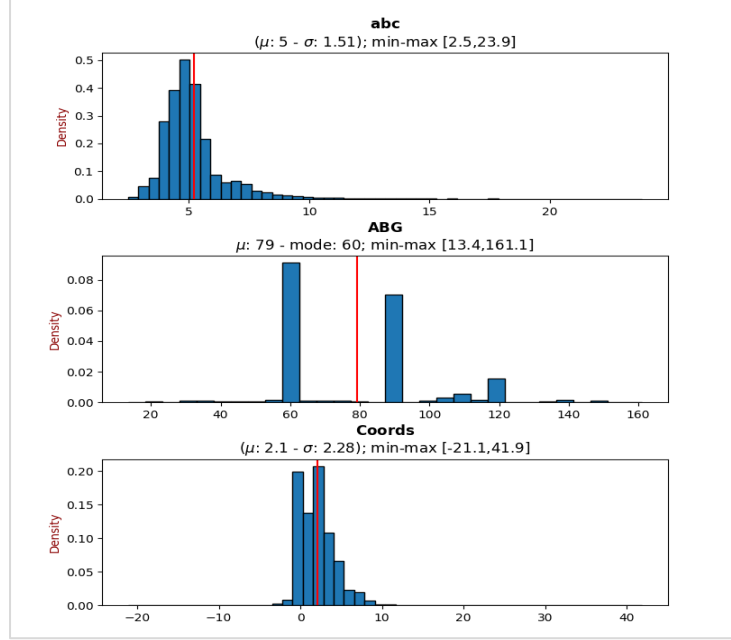 abc
(μ: 5 - σ: 1.51); min-max [2.5,23.9]
0.5
0.4
0.3
0.2
0.1
0.0
Density
5 10 15 20
ABG
μ: 79 - mode: 60; min-max [13.4,161.1]
0.08
0.06
0.04
0.02
0.00
Density
20 40 60 80 100 120 140 160
Coords
(μ: 2.1 - σ: 2.28); min-max [-21.1,41.9]
0.20
0.15
0.10
0.05
0.00
Density
−20 −10 0 10 20 30 40